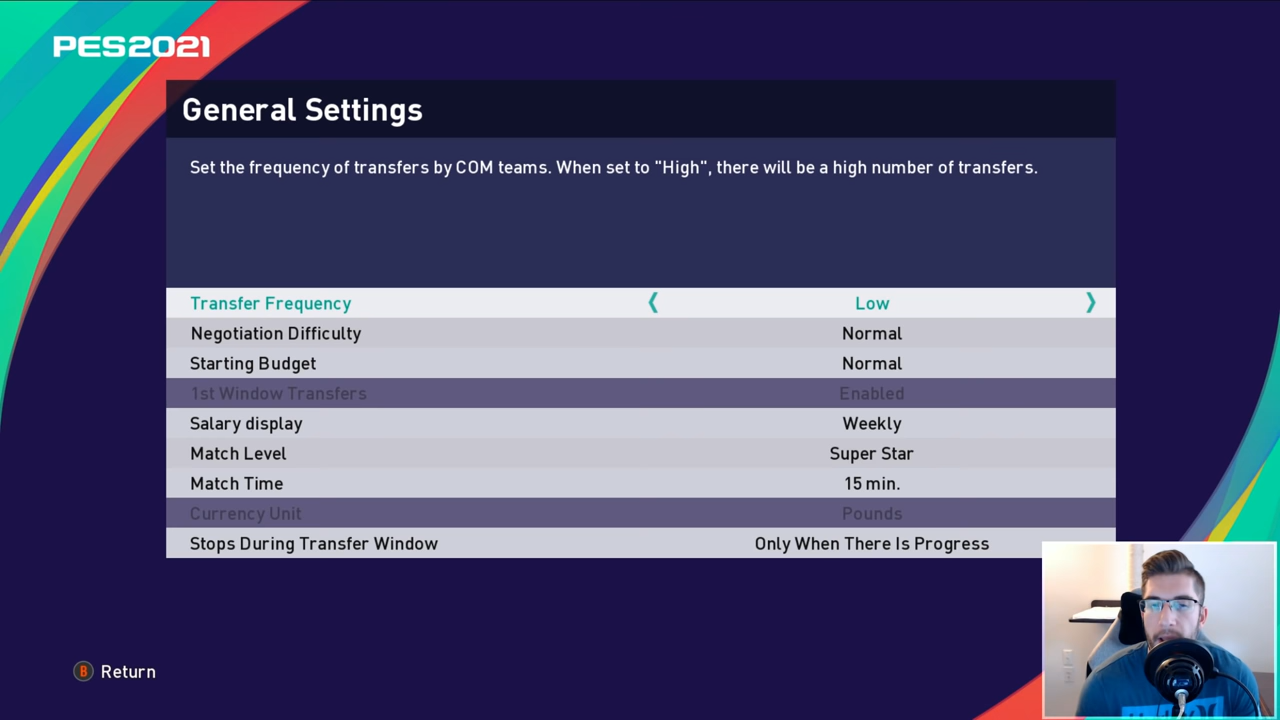 PES2021
General Settings
Set the frequency of transfers by COM teams. When set to "High", there will be a high number of transfers.
Transfer Frequency Low
Negotiation Difficulty Normal
Starting Budget Normal
1st Window Transfers Enabled
Salary display Weekly
Match Level Super Star
Match Time 15 min.
Currency Unit Pounds
Stops During Transfer Window Only When There Is Progress
B Return